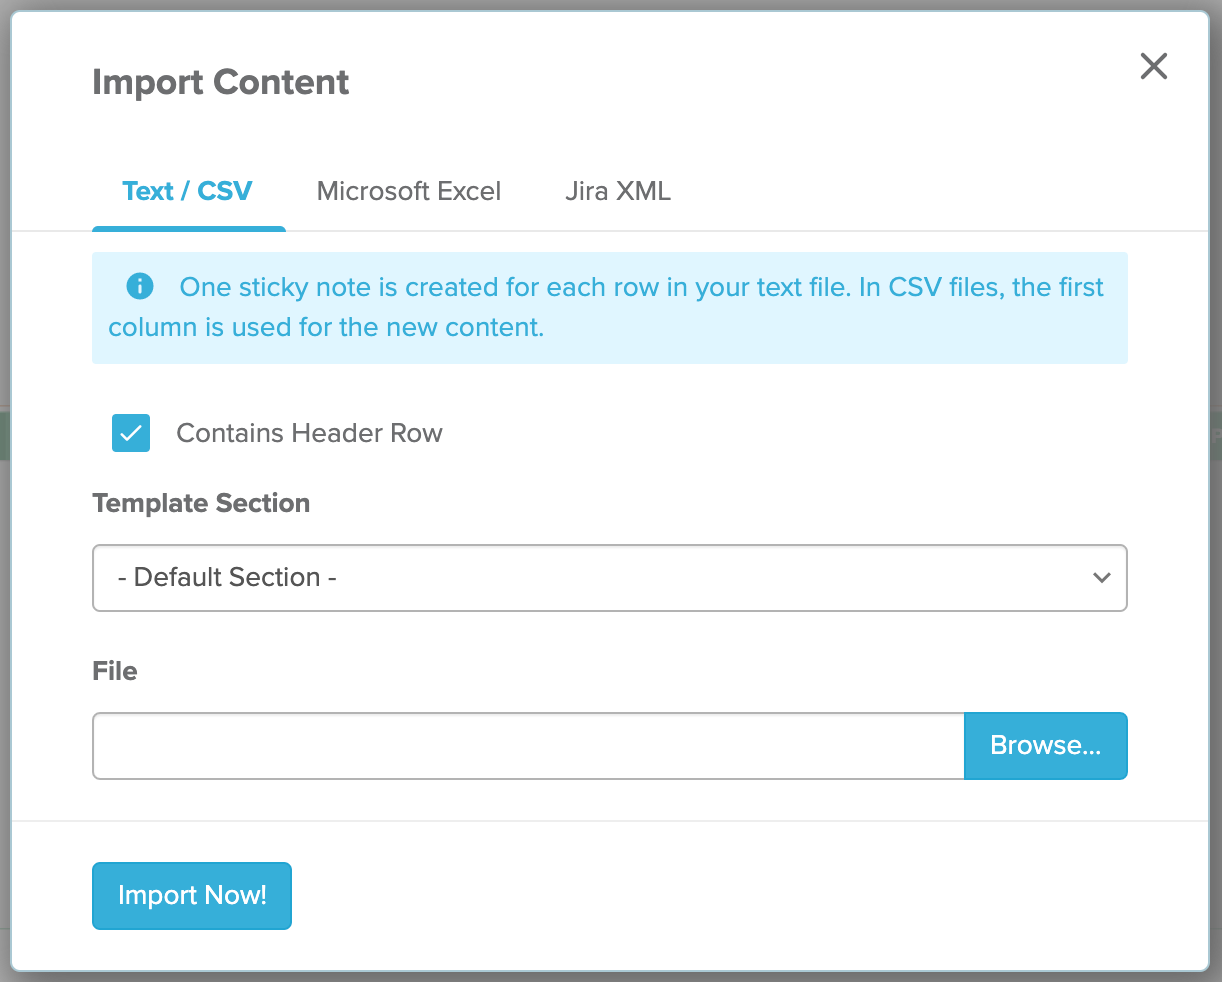 Import Content
Text / CSV
Microsoft Excel
Jira XML
One sticky note is created for each row in your text file. In CSV files, the first
column is used for the new content.
Contains Header Row
Template Section
- Default Section -
File
Browse...
Import Now!